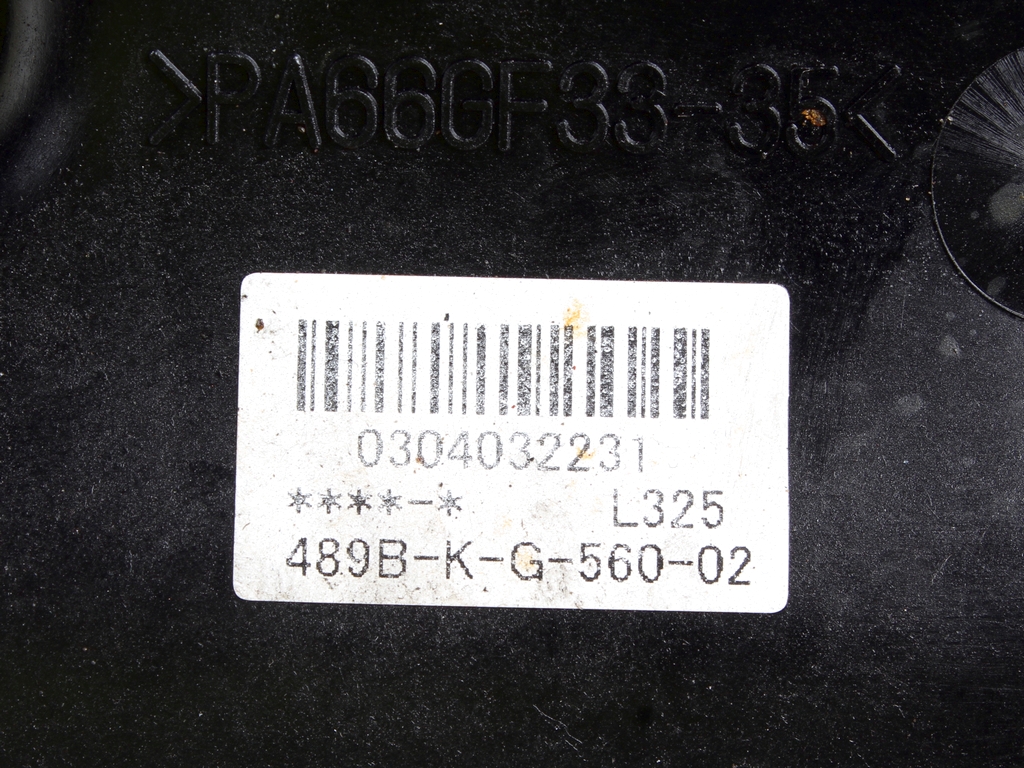 >PA66GF33-35<
0304032231
****-* L325
489B-K-G-560-02